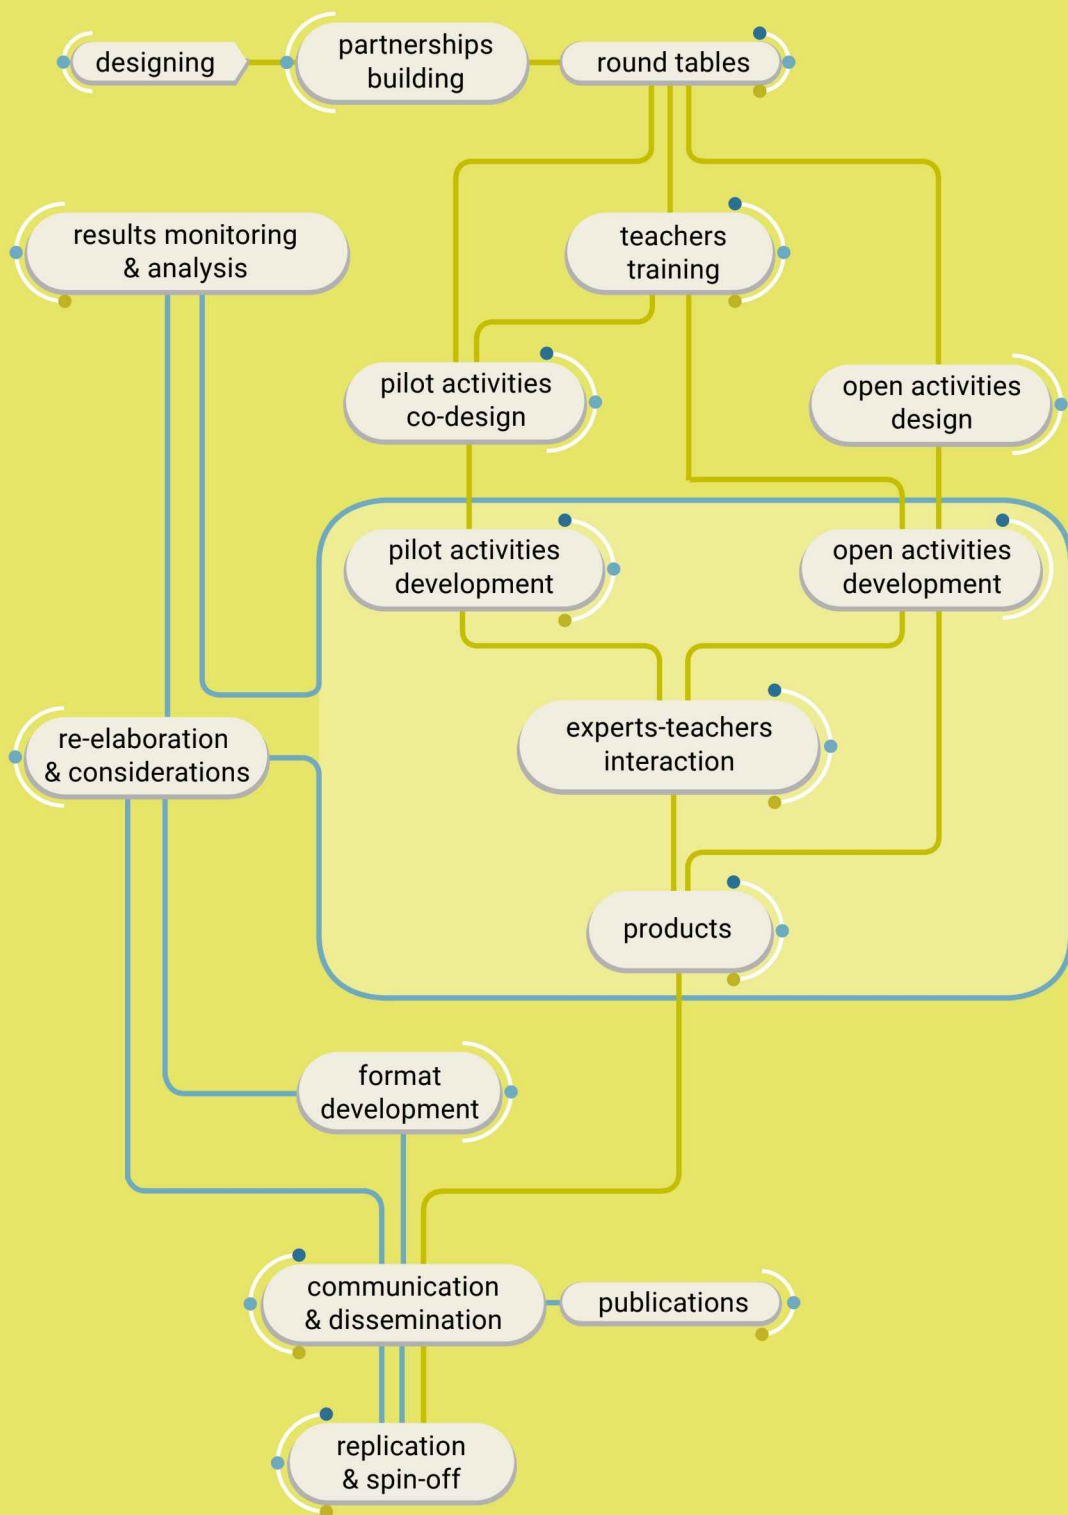 designing
partnerships
building
round tables
results monitoring
& analysis
teachers
training
pilot activities
co-design
open activities
design
pilot activities
development
open activities
development
re-elaboration
& considerations
experts-teachers
interaction
products
format
development
communication
& dissemination
publications
replication
& spin-off